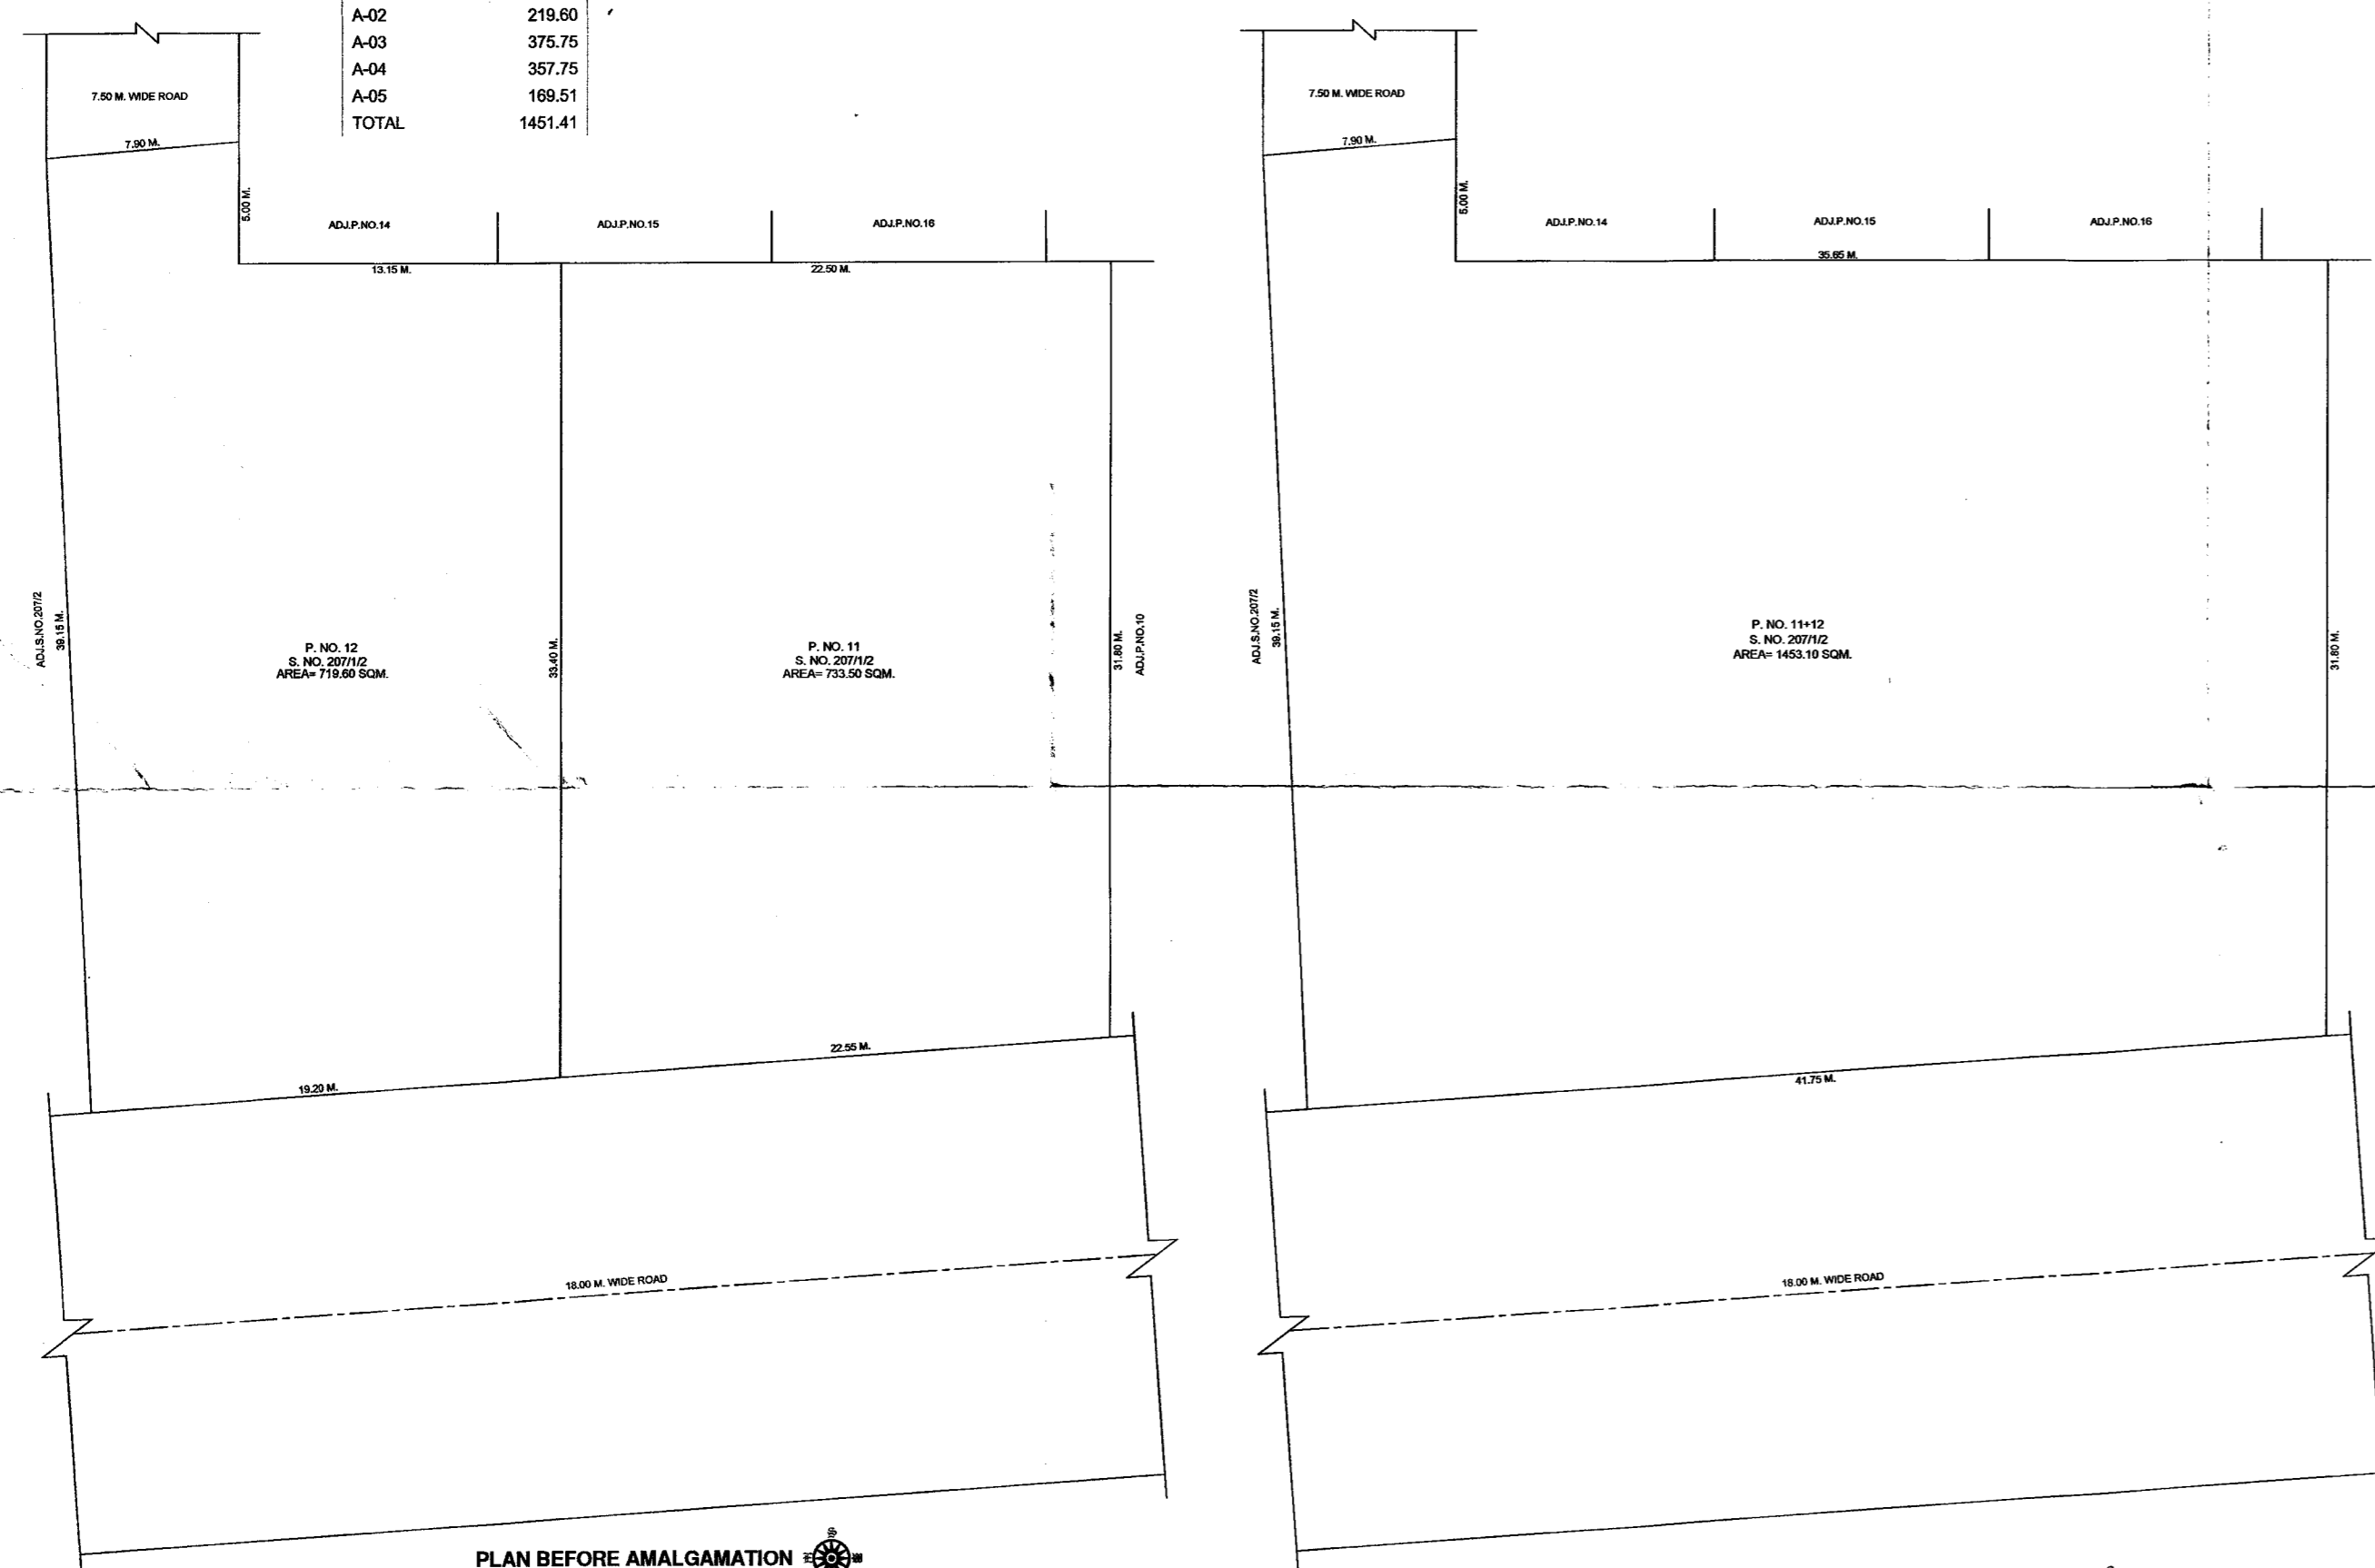 A-02 219.60
A-03 375.75
A-04 357.75
A-05 169.51
TOTAL 1451.41
7.50 M. WIDE ROAD
7.90 M.
5.00 M.
ADJ.P.NO.14
ADJ.P.NO.15
ADJ.P.NO.16
13.15 M.
22.50 M.
ADJ.S.NO.207/2
39.15 M.
P. NO. 12
S. NO. 207/1/2
AREA= 719.60 SQM.
33.40 M.
P. NO. 11
S. NO. 207/1/2
AREA= 733.50 SQM.
31.80 M.
ADJ.P.NO.10
19.20 M.
22.55 M.
18.00 M. WIDE ROAD
PLAN BEFORE AMALGAMATION
S
E
W
7.50 M. WIDE ROAD
7.90 M.
5.00 M.
ADJ.P.NO.14
ADJ.P.NO.15
ADJ.P.NO.16
35.65 M.
ADJ.S.NO.207/2
39.15 M.
P. NO. 11+12
S. NO. 207/1/2
AREA= 1453.10 SQM.
31.80 M.
41.75 M.
18.00 M. WIDE ROAD